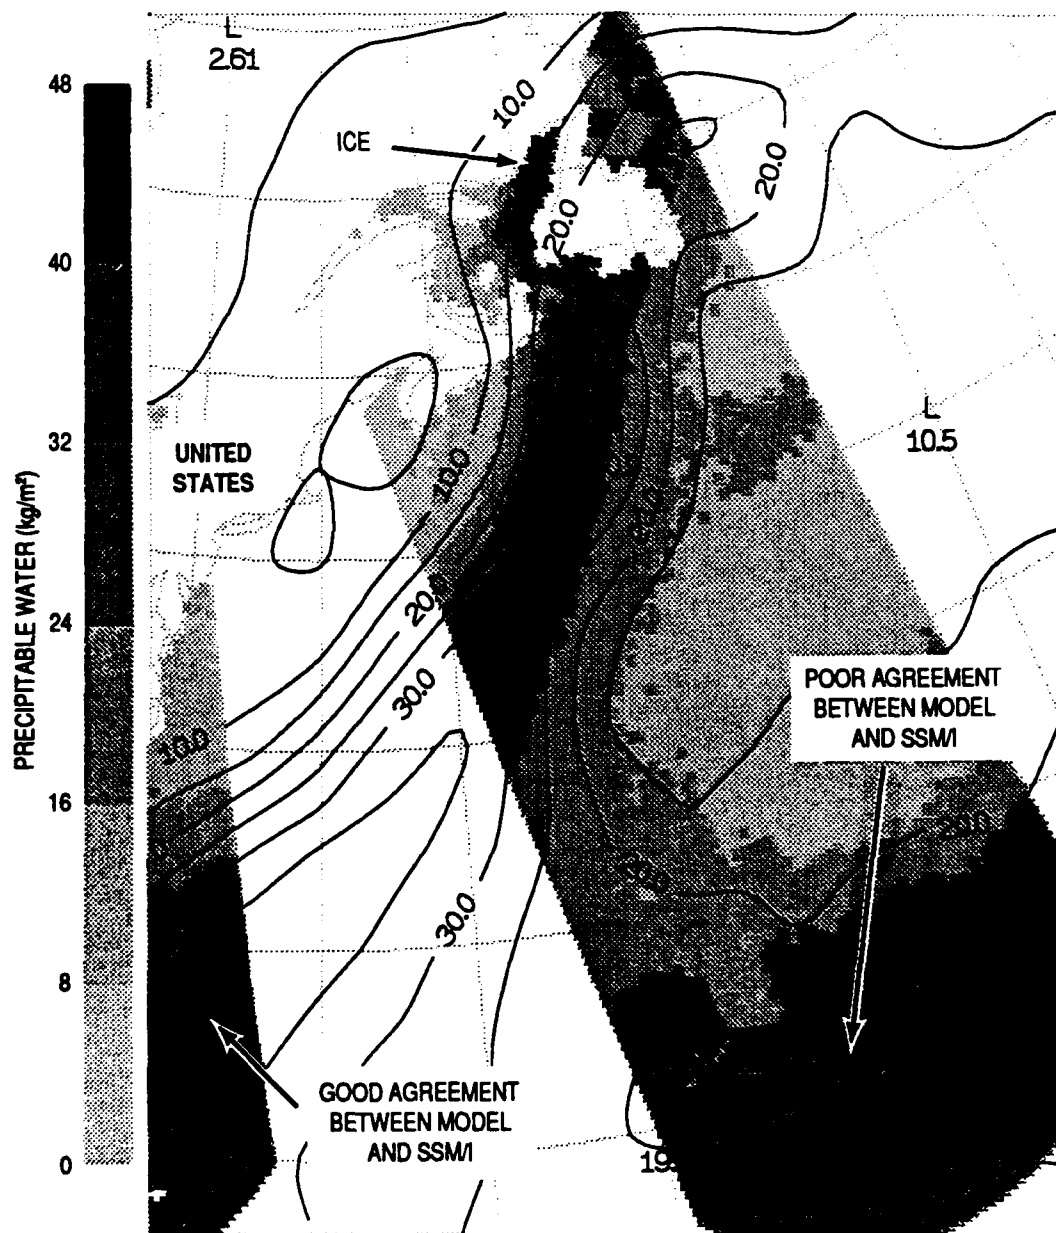 L
2.61
48
10.0
ICE
20.0
20.0
40
L
10.5
32
UNITED
STATES
10.0
PRECIPITABLE WATER (kg/m²)
24
20.0
30.0
POOR AGREEMENT
BETWEEN MODEL
AND SSM/I
10.0
16
20.0
20.0
30.0
8
GOOD AGREEMENT
BETWEEN MODEL
AND SSM/I
0